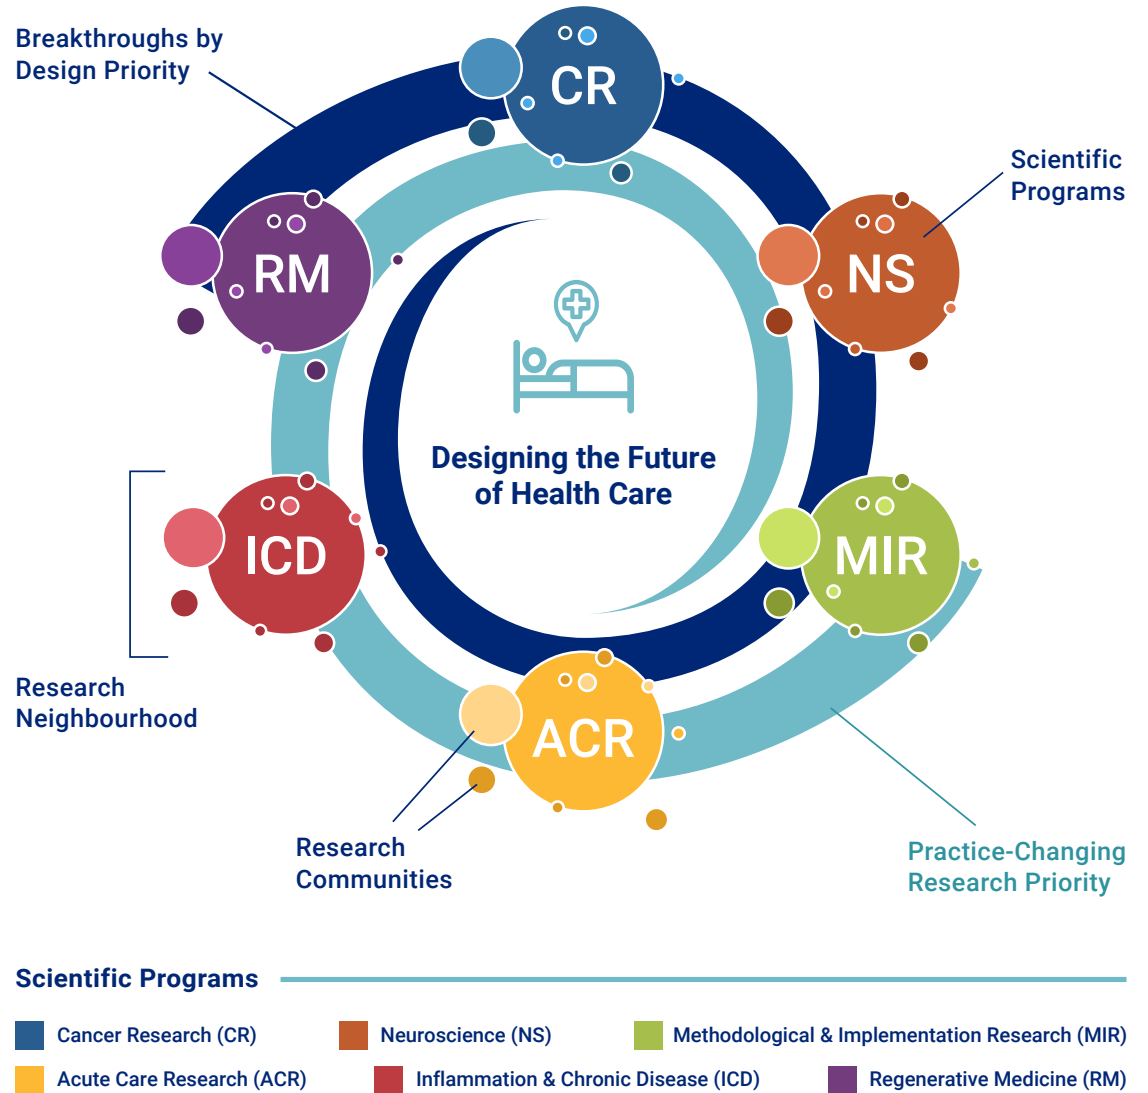 Breakthroughs by
Design Priority
CR
Scientific
Programs
RM
NS
Designing the Future
of Health Care
ICD
MIR
Research
Neighbourhood
ACR
Research
Communities
Practice-Changing
Research Priority
Scientific Programs
Cancer Research (CR)
Neuroscience (NS)
Methodological & Implementation Research (MIR)
Acute Care Research (ACR)
Inflammation & Chronic Disease (ICD)
Regenerative Medicine (RM)